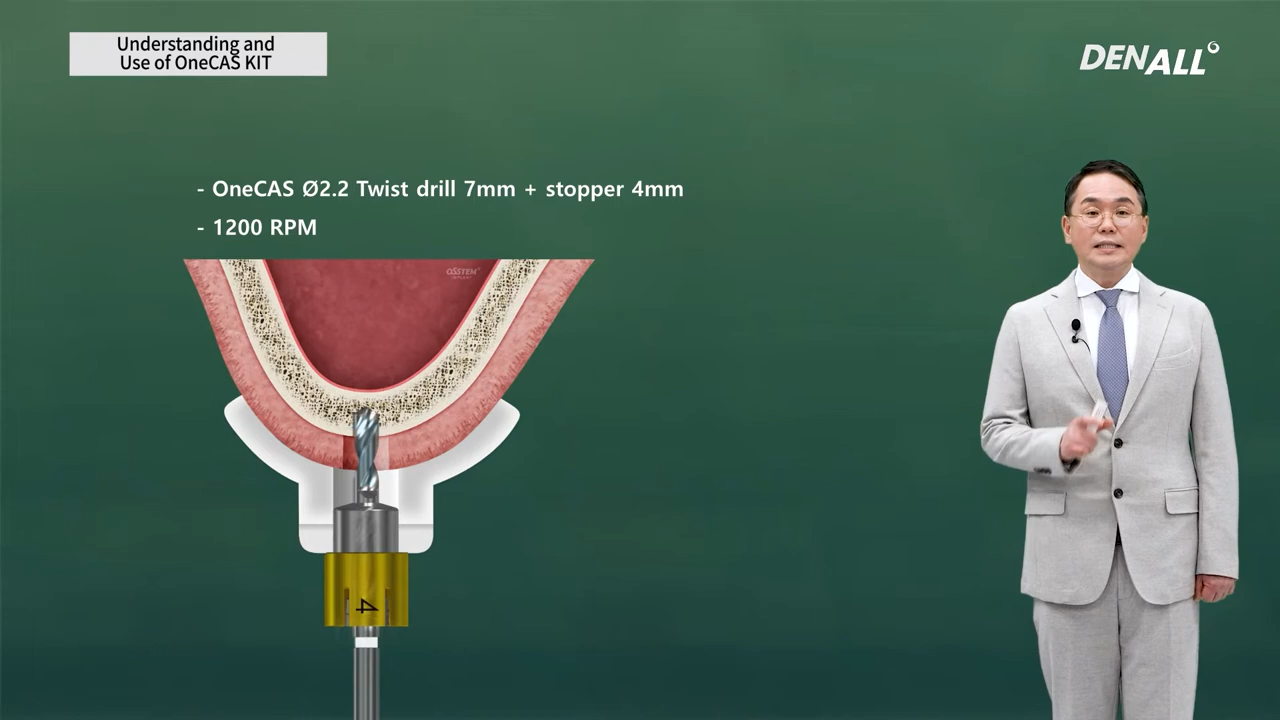 Understanding and
Use of OneCAS KIT
DENALL
- OneCAS Ø2.2 Twist drill 7mm + stopper 4mm
- 1200 RPM
OSSTEM
4